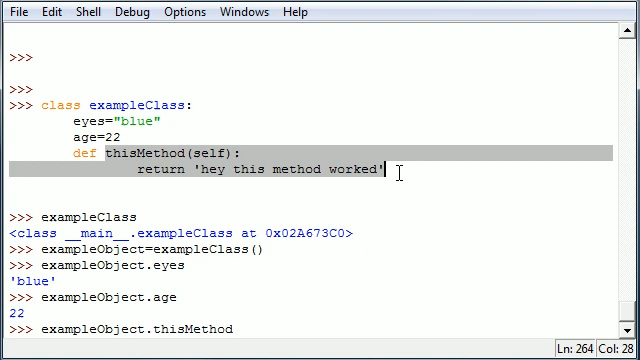 File Edit Shell Debug Options Windows Help
>>>
>>>
>>> class exampleClass:
        eyes="blue"
        age=22
        def thisMethod(self):
                return 'hey this method worked'
>>> exampleClass
<class __main__.exampleClass at 0x02A673C0>
>>> exampleObject=exampleClass()
>>> exampleObject.eyes
'blue'
>>> exampleObject.age
22
>>> exampleObject.thisMethod
Ln: 264 Col: 28